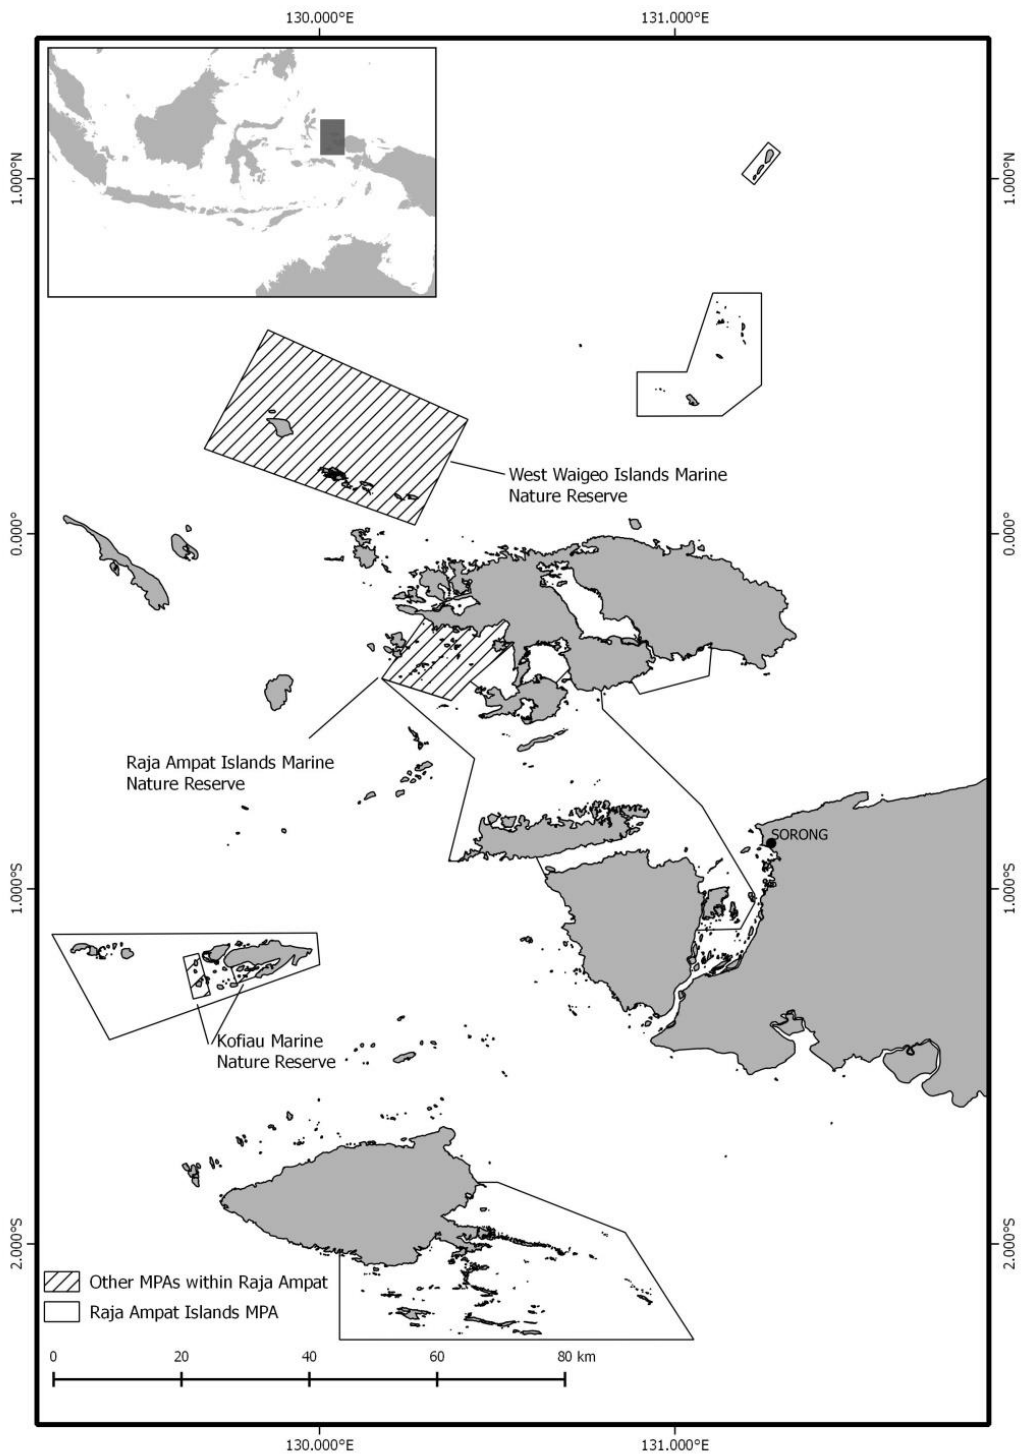 130.000°E 131.000°E
1.000°N 1.000°N
West Waigeo Islands Marine
Nature Reserve
0.000° 0.000°
Raja Ampat Islands Marine
Nature Reserve
SORONG
1.000°S 1.000°S
Kofiau Marine
Nature Reserve
2.000°S 2.000°S
Other MPAs within Raja Ampat
Raja Ampat Islands MPA
0 20 40 60 80 km
130.000°E 131.000°E